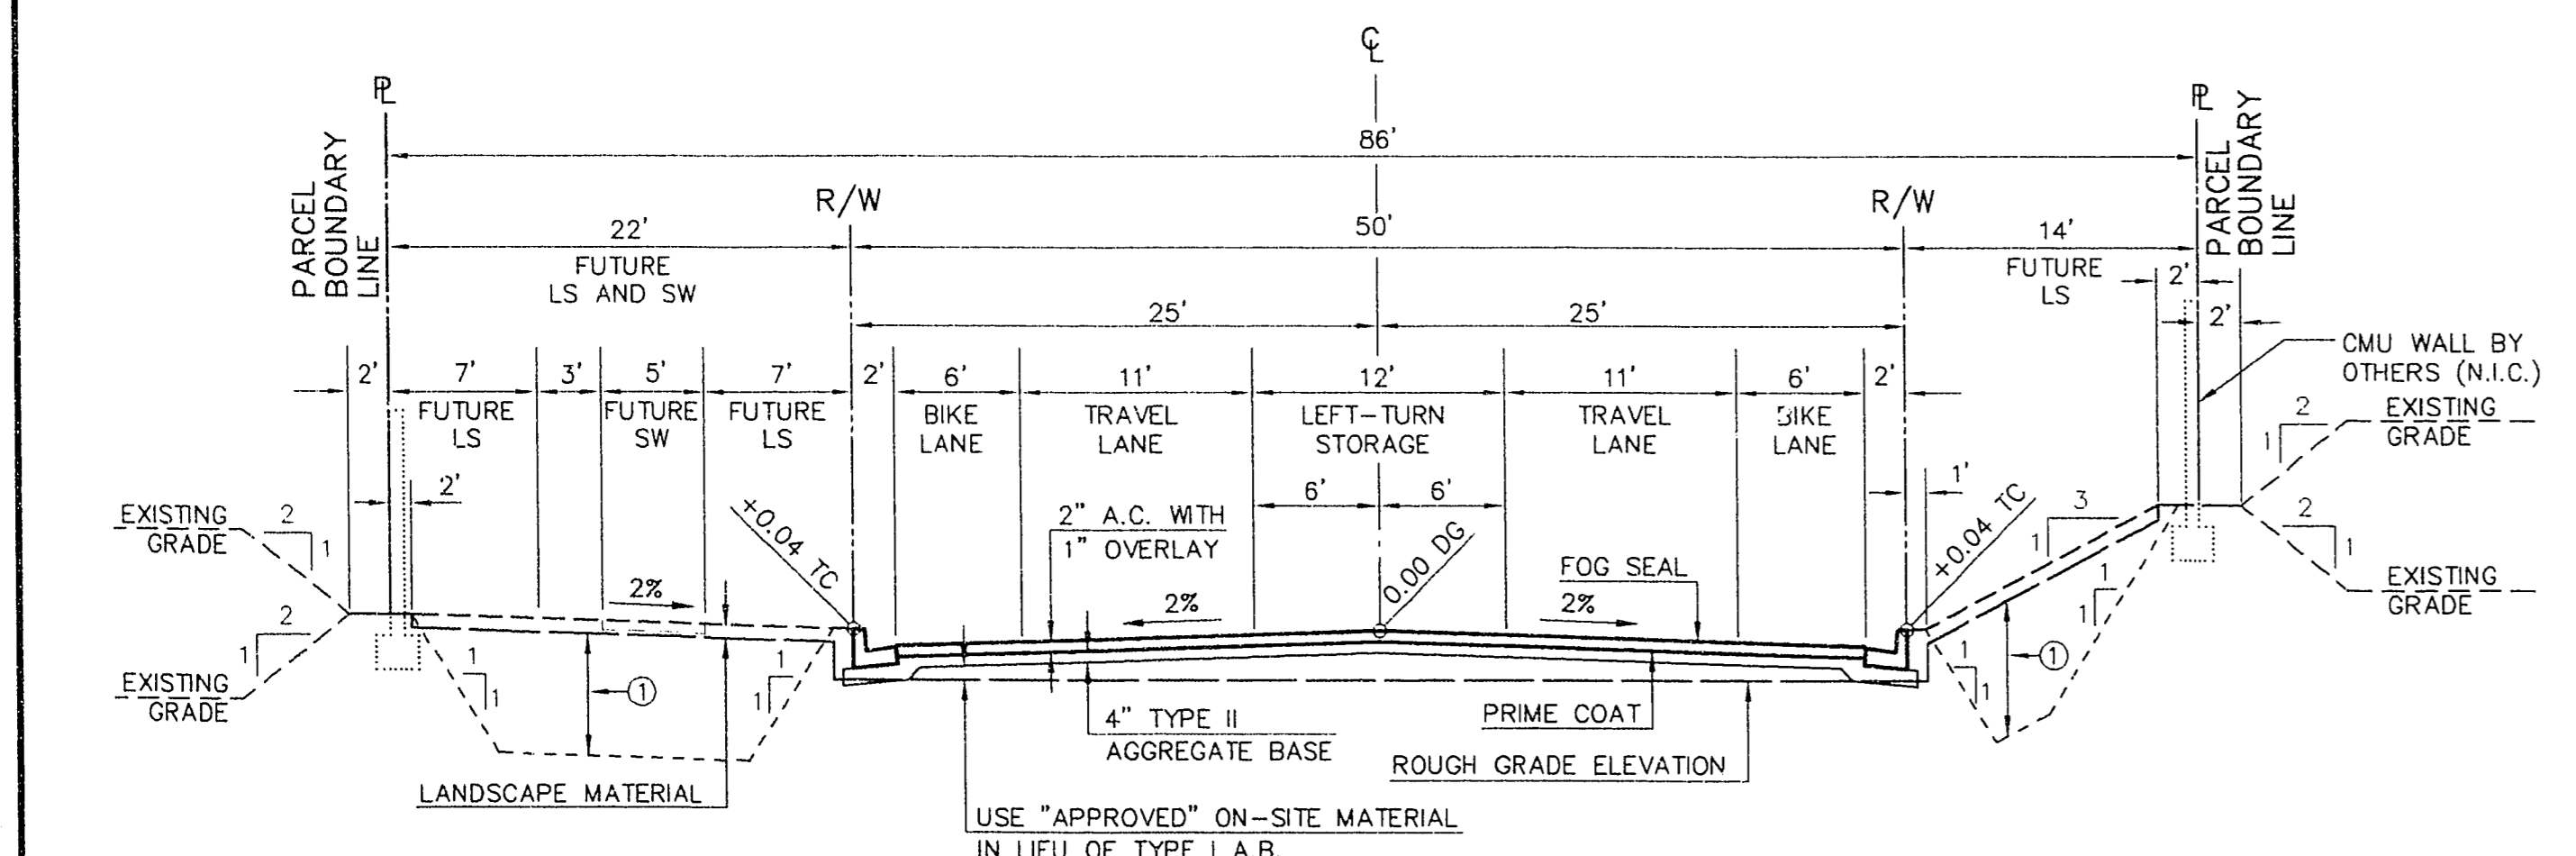 CL
PL
PL
86'
PARCEL
BOUNDARY
LINE
PARCEL
BOUNDARY
LINE
R/W
R/W
22'
50'
14'
FUTURE
LS AND SW
FUTURE
LS
2'
2'
25'
25'
CMU WALL BY
OTHERS (N.I.C.)
2'
7'
3'
5'
7'
2'
6'
11'
12'
11'
6'
2'
FUTURE
LS
FUTURE
SW
FUTURE
LS
BIKE
LANE
TRAVEL
LANE
LEFT-TURN
STORAGE
TRAVEL
LANE
BIKE
LANE
2
1
EXISTING
GRADE
2'
6'
6'
1'
EXISTING
GRADE
2
1
+0.04 TC
2" A.C. WITH
1" OVERLAY
0.00 DG
FOG SEAL
+0.04 TC
3
1
2
1
EXISTING
GRADE
2%
2%
2%
2
1
EXISTING
GRADE
1
1
1
1
1
1
1
1
1
1
4" TYPE II
AGGREGATE BASE
PRIME COAT
ROUGH GRADE ELEVATION
LANDSCAPE MATERIAL
USE "APPROVED" ON-SITE MATERIAL
IN LIEU OF TYPE I A.B.